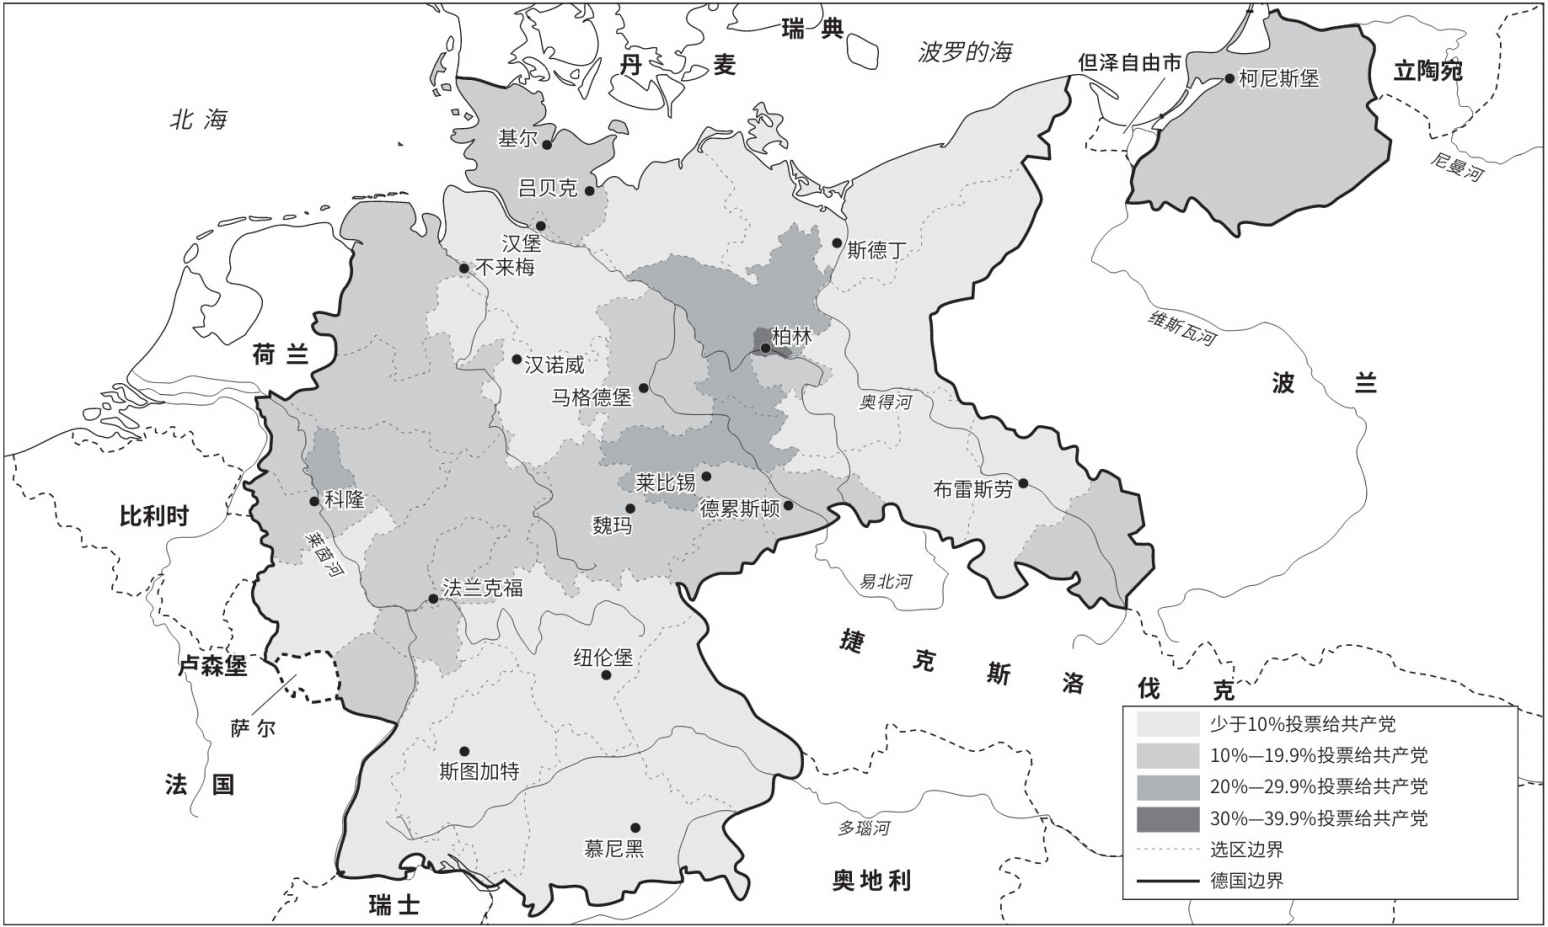 瑞典
丹麦
波罗的海
但泽自由市
立陶宛
柯尼斯堡
北海
基尔
尼曼河
吕贝克
汉堡
不来梅
斯德丁
维斯瓦河
柏林
荷兰
汉诺威
马格德堡
奥得河
波兰
莱比锡
科隆
布雷斯劳
比利时
魏玛
德累斯顿
莱茵河
法兰克福
易北河
捷克斯洛伐克
卢森堡
纽伦堡
萨尔
斯图加特
法国
慕尼黑
多瑙河
奥地利
瑞士
少于10%投票给共产党
10%—19.9%投票给共产党
20%—29.9%投票给共产党
30%—39.9%投票给共产党
选区边界
德国边界